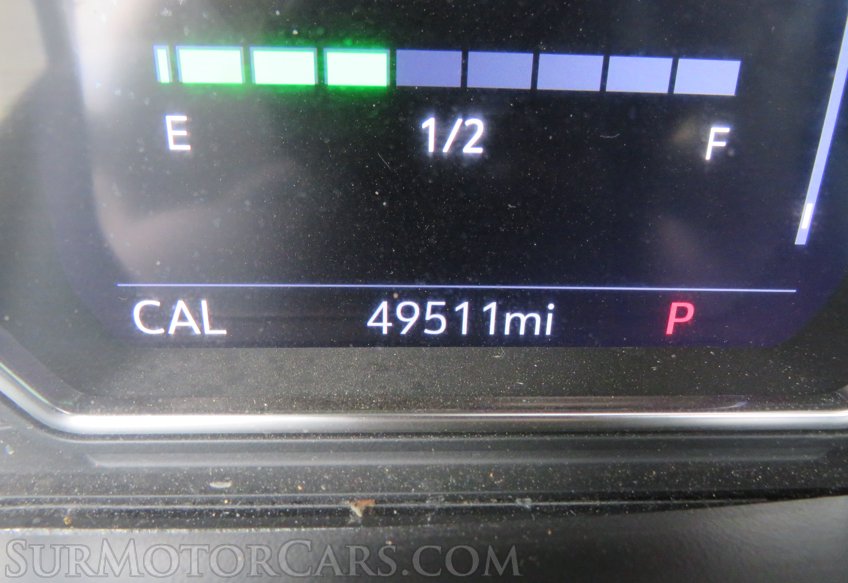 E 1/2 F
CAL 49511mi P
SURMOTORCARS.COM